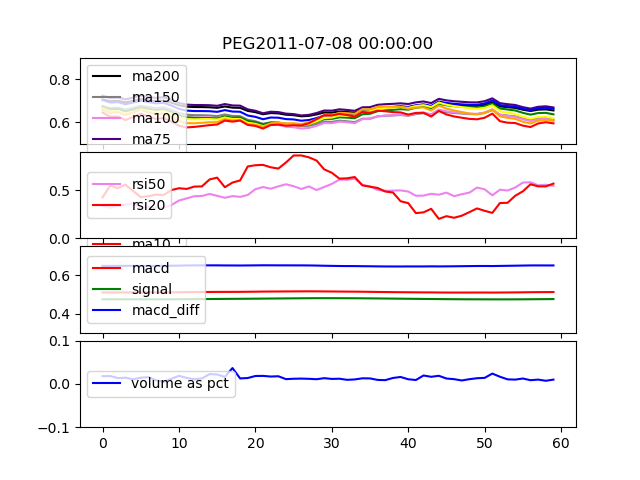 PEG2011-07-08 00:00:00
0.8
0.6
ma200
ma150
ma100
ma75
0.5
0.0
rsi50
rsi20
ma10
0.6
0.4
macd
signal
macd_diff
0.1
0.0
−0.1
volume as pct
0 10 20 30 40 50 60